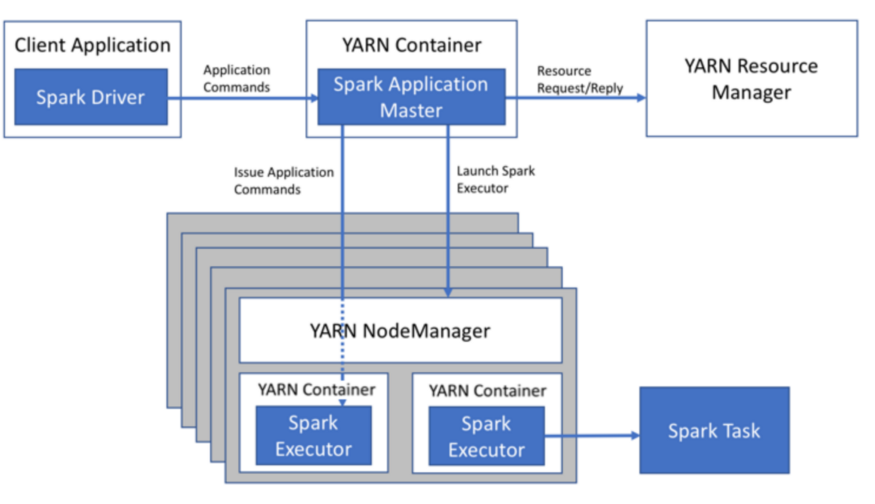 Client Application
Spark Driver
Application
Commands
YARN Container
Spark Application
Master
Resource
Request/Reply
YARN Resource
Manager
Issue Application
Commands
Launch Spark
Executor
YARN NodeManager
YARN Container
Spark
Executor
YARN Container
Spark
Executor
Spark Task